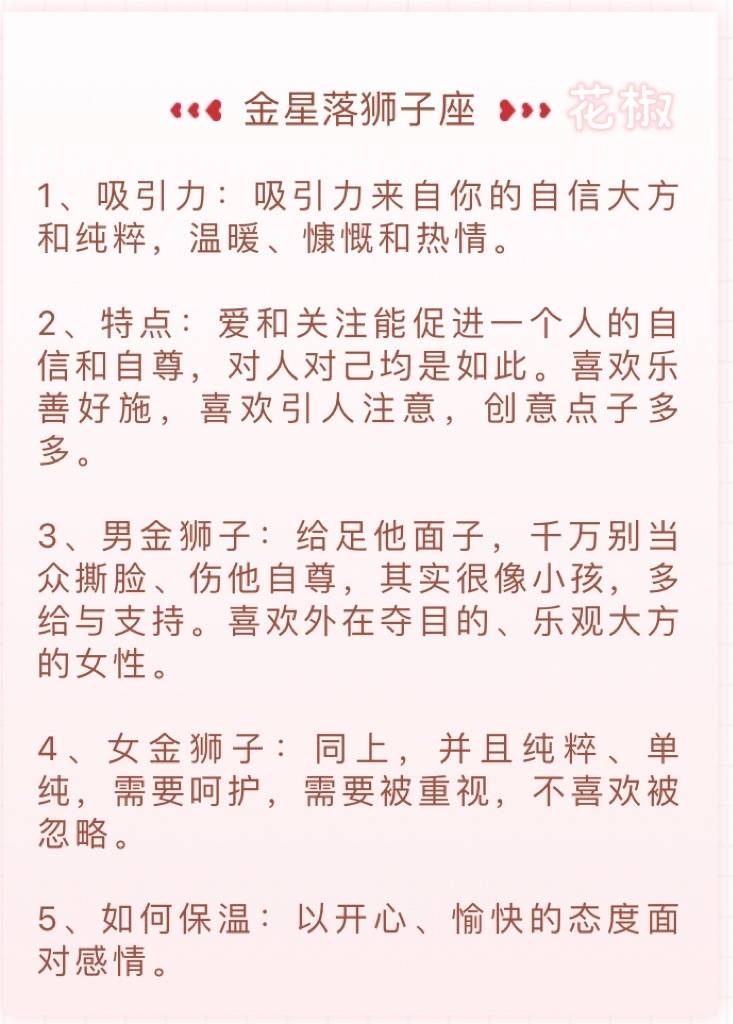 金星落狮子座 花椒
1、吸引力：吸引力来自你的自信大方
和纯粹，温暖、慷慨和热情。
2、特点：爱和关注能促进一个人的自
信和自尊，对人对己均是如此。喜欢乐
善好施，喜欢引人注意，创意点子多
多。
3、男金狮子：给足他面子，千万别当
众撕脸、伤他自尊，其实很像小孩，多
给与支持。喜欢外在夺目的、乐观大方
的女性。
4、女金狮子：同上，并且纯粹、单
纯，需要呵护，需要被重视，不喜欢被
忽略。
5、如何保温：以开心、愉快的态度面
对感情。